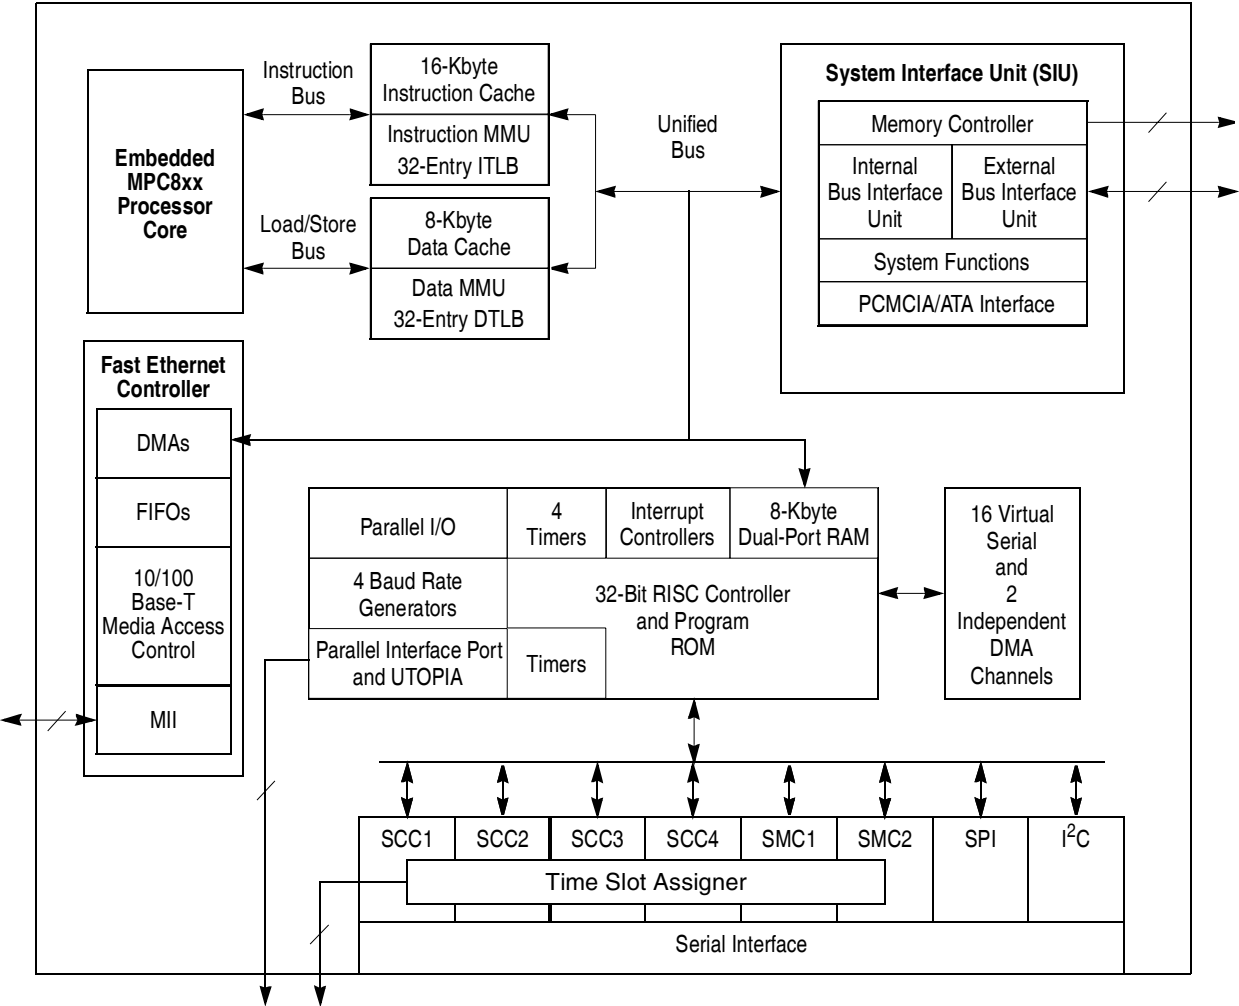 Instruction
Bus
16-Kbyte
Instruction Cache
Instruction MMU
32-Entry ITLB
Embedded
MPC8xx
Processor
Core
Load/Store
Bus
8-Kbyte
Data Cache
Data MMU
32-Entry DTLB
Unified
Bus
System Interface Unit (SIU)
Memory Controller
Internal
Bus Interface
Unit
External
Bus Interface
Unit
System Functions
PCMCIA/ATA Interface
Fast Ethernet
Controller
DMAs
FIFOs
10/100
Base-T
Media Access
Control
MII
Parallel I/O
4
Timers
Interrupt
Controllers
8-Kbyte
Dual-Port RAM
4 Baud Rate
Generators
32-Bit RISC Controller
and Program
ROM
Parallel Interface Port
and UTOPIA
Timers
16 Virtual
Serial
and
2
Independent
DMA
Channels
SCC1
SCC2
SCC3
SCC4
SMC1
SMC2
SPI
I²C
Time Slot Assigner
Serial Interface